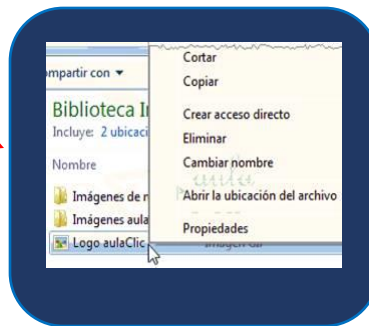 Cortar
ompartir con
Copiar
Biblioteca I
Crear acceso directo
Incluye: 2 ubicaci
Eliminar
Nombre
Cambiar nombre
Imágenes de
Abrir la ubicación del archivo
Imágenes aula
Propiedades
Logo aulaClic